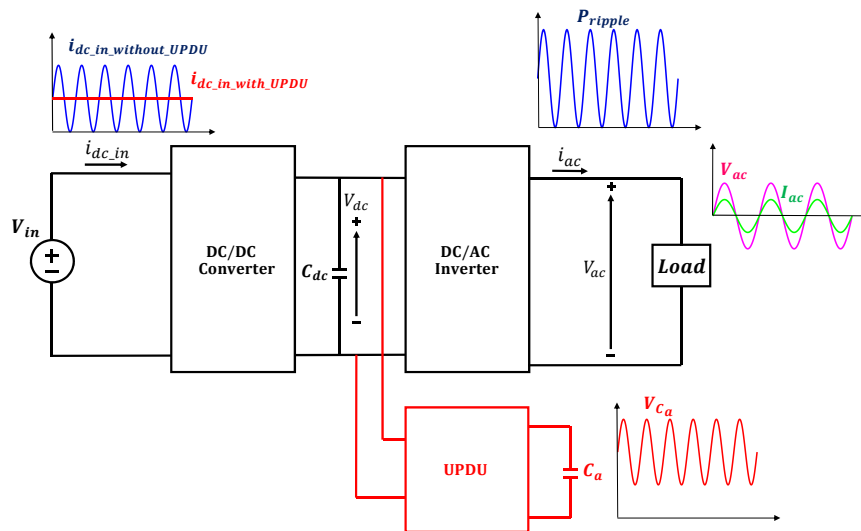 i_dc_in_without_UPDU
i_dc_in_with_UPDU
P_ripple
i_dc_in
i_ac
V_ac
I_ac
V_in
+
−
DC/DC
Converter
C_dc
V_dc
+
−
DC/AC
Inverter
+
V_ac
−
Load
UPDU
C_a
V_C_a